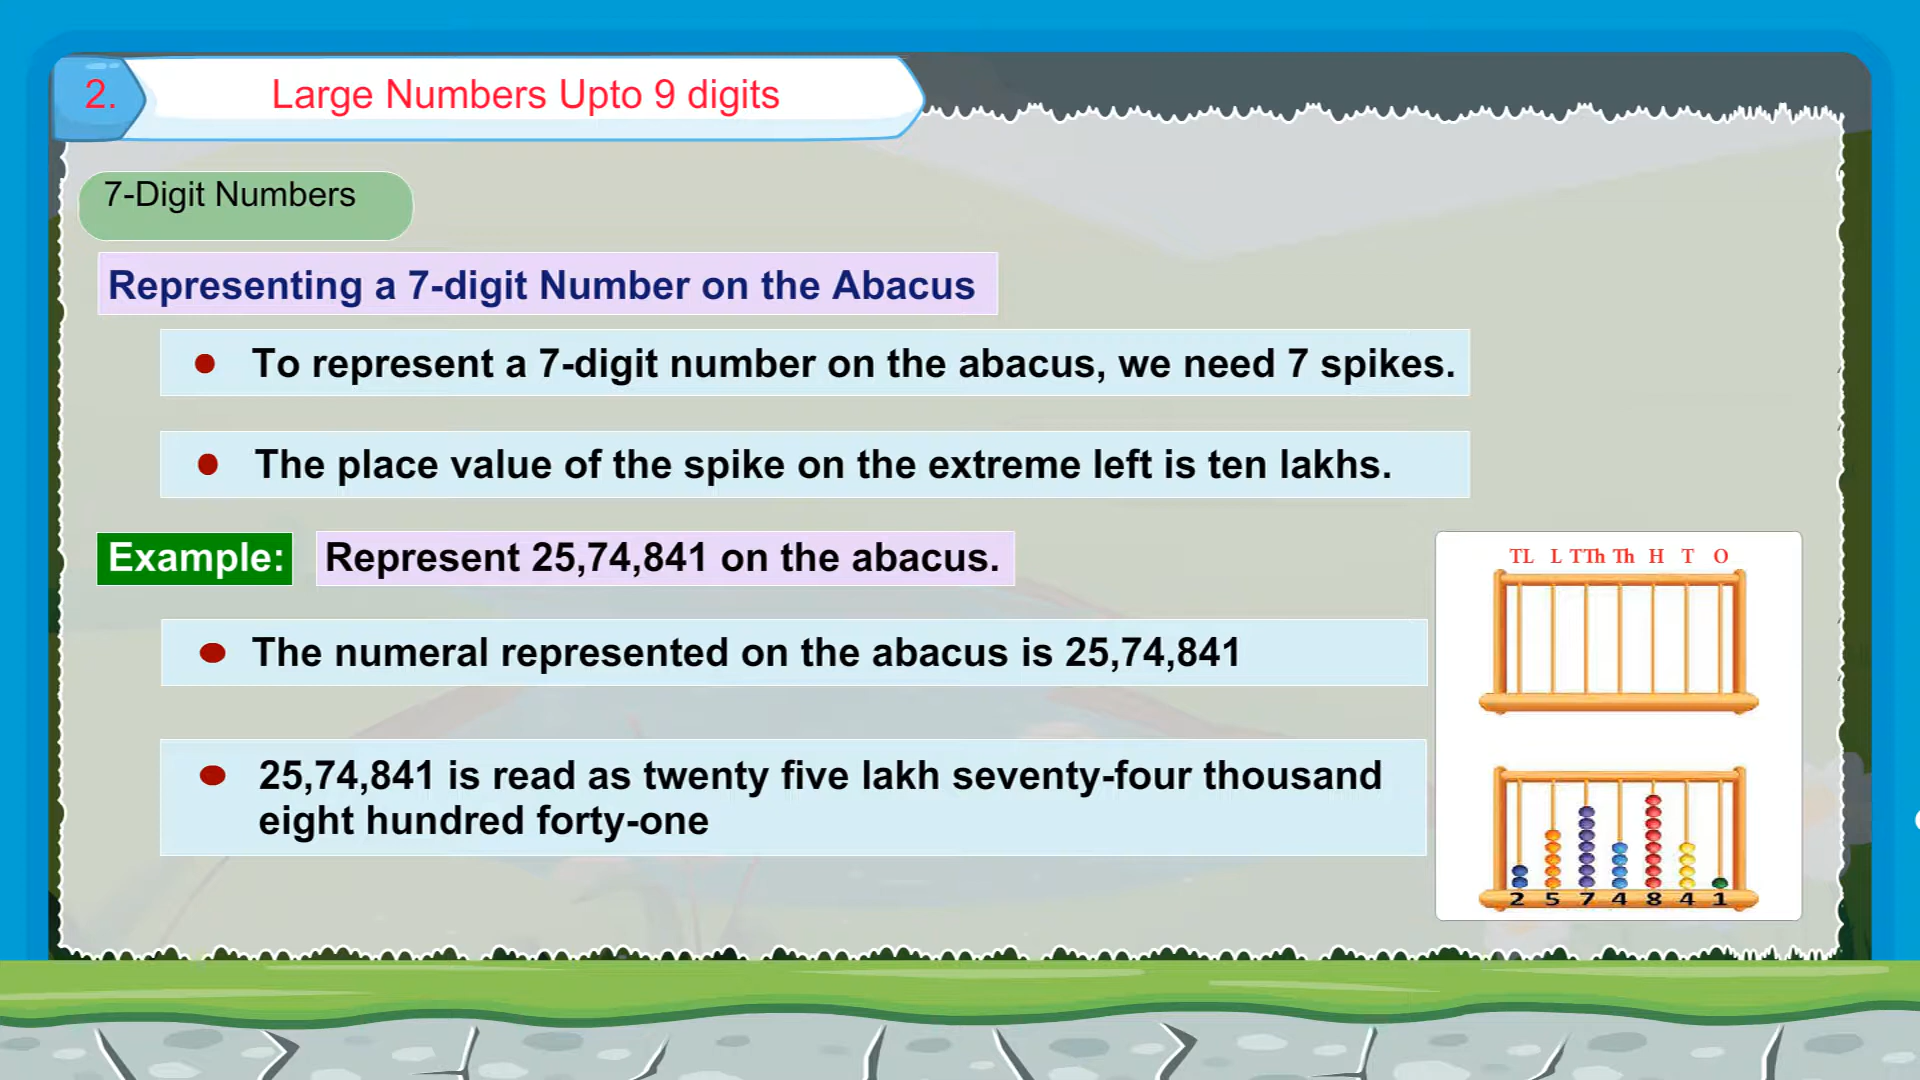 2.
Large Numbers Upto 9 digits
7-Digit Numbers
Representing a 7-digit Number on the Abacus
To represent a 7-digit number on the abacus, we need 7 spikes.
The place value of the spike on the extreme left is ten lakhs.
Example:
Represent 25,74,841 on the abacus.
The numeral represented on the abacus is 25,74,841
25,74,841 is read as twenty five lakh seventy-four thousand
eight hundred forty-one
TL L TTh Th H T O
2 5 7 4 8 4 1